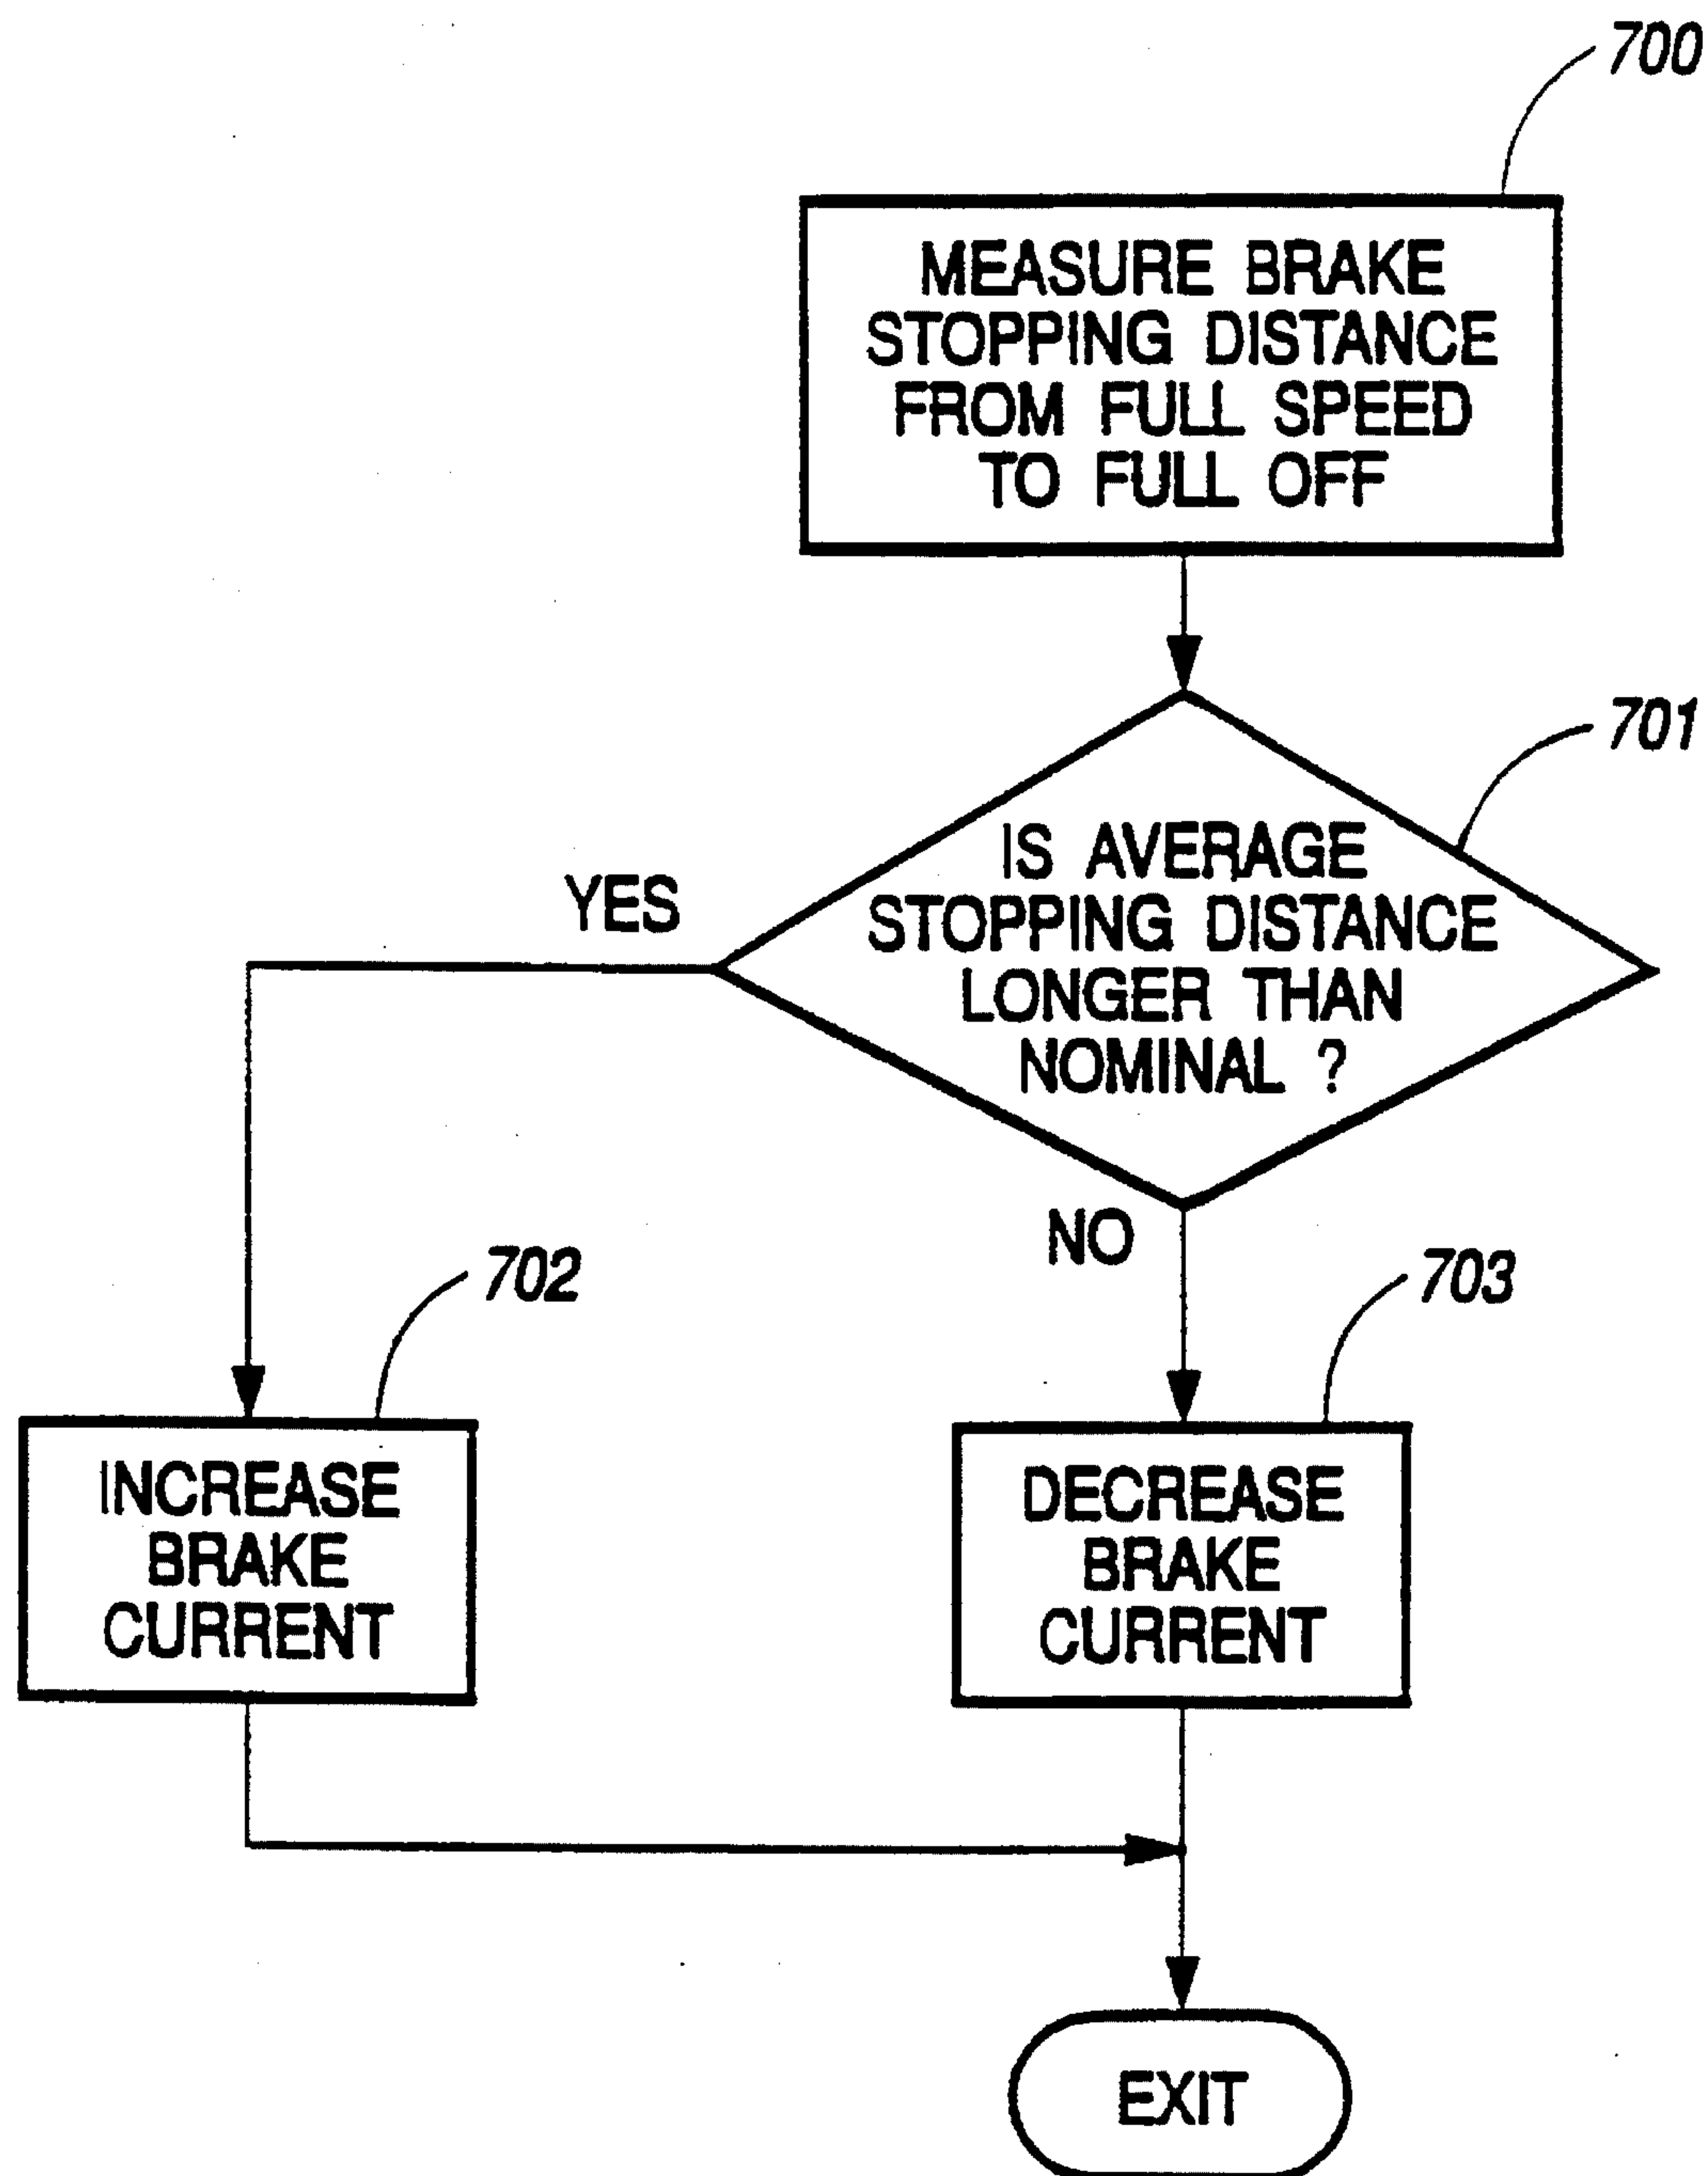 700
MEASURE BRAKE
STOPPING DISTANCE
FROM FULL SPEED
TO FULL OFF
701
IS AVERAGE
STOPPING DISTANCE
LONGER THAN
NOMINAL ?
YES
NO
702
703
INCREASE
BRAKE
CURRENT
DECREASE
BRAKE
CURRENT
EXIT